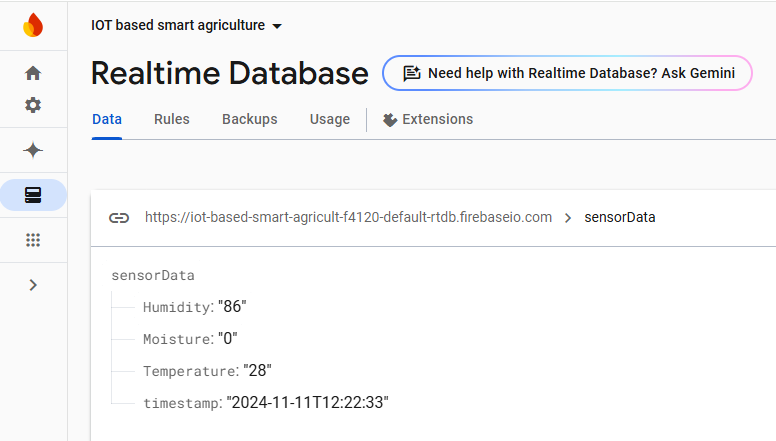 IOT based smart agriculture
Realtime Database
Need help with Realtime Database? Ask Gemini
Data Rules Backups Usage Extensions
https://iot-based-smart-agricult-f4120-default-rtdb.firebaseio.com > sensorData
sensorData
Humidity: "86"
Moisture: "0"
Temperature: "28"
timestamp: "2024-11-11T12:22:33"